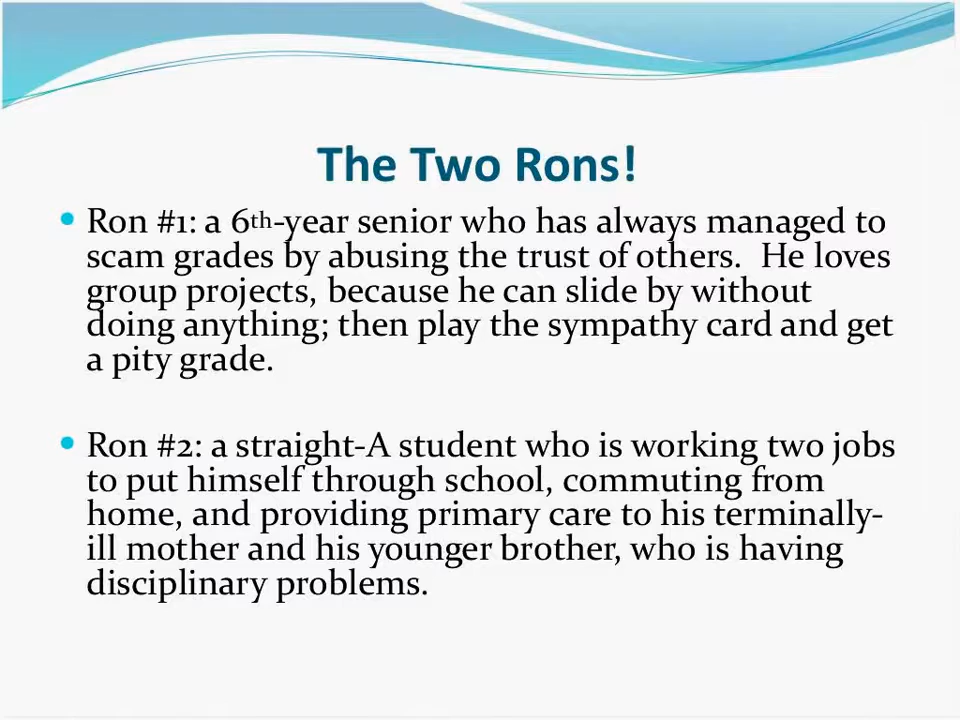 The Two Rons!
• Ron #1: a 6th-year senior who has always managed to
scam grades by abusing the trust of others.  He loves
group projects, because he can slide by without
doing anything; then play the sympathy card and get
a pity grade.
• Ron #2: a straight-A student who is working two jobs
to put himself through school, commuting from
home, and providing primary care to his terminally-
ill mother and his younger brother, who is having
disciplinary problems.